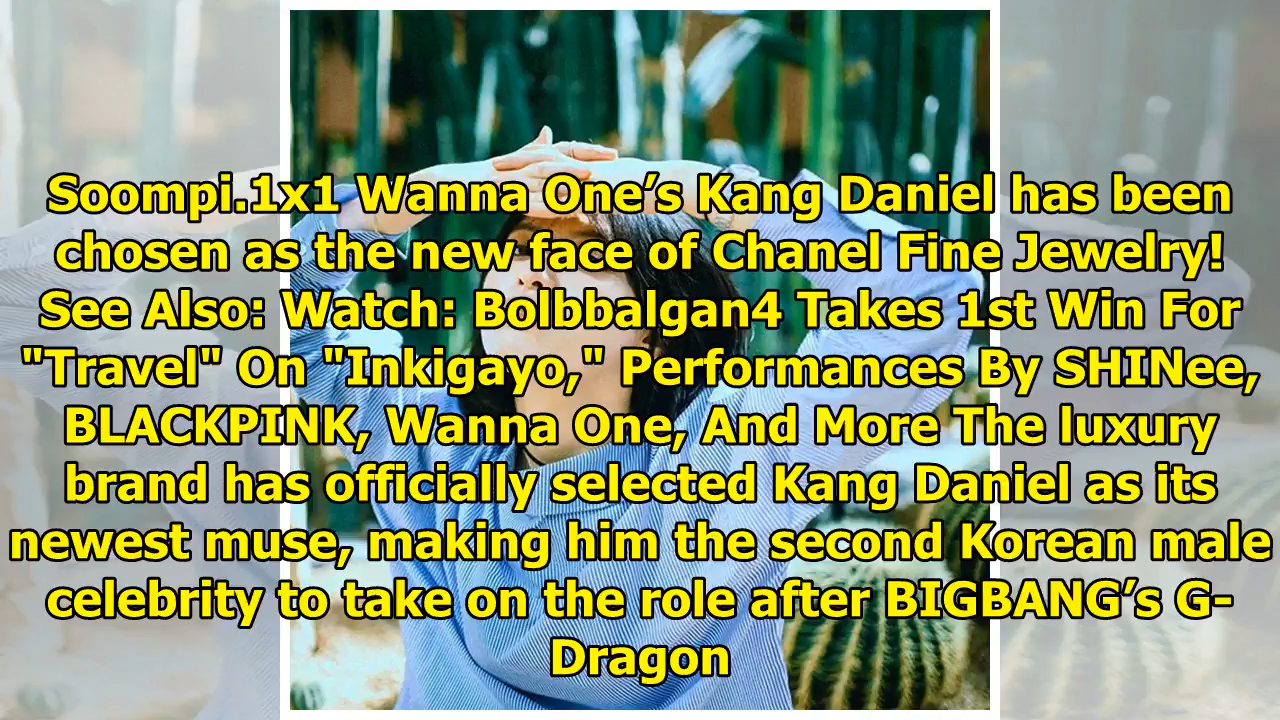 Soompi.1x1 Wanna One’s Kang Daniel has been
chosen as the new face of Chanel Fine Jewelry!
See Also: Watch: Bolbbalgan4 Takes 1st Win For
"Travel" On "Inkigayo," Performances By SHINee,
BLACKPINK, Wanna One, And More The luxury
brand has officially selected Kang Daniel as its
newest muse, making him the second Korean male
celebrity to take on the role after BIGBANG’s G-
Dragon